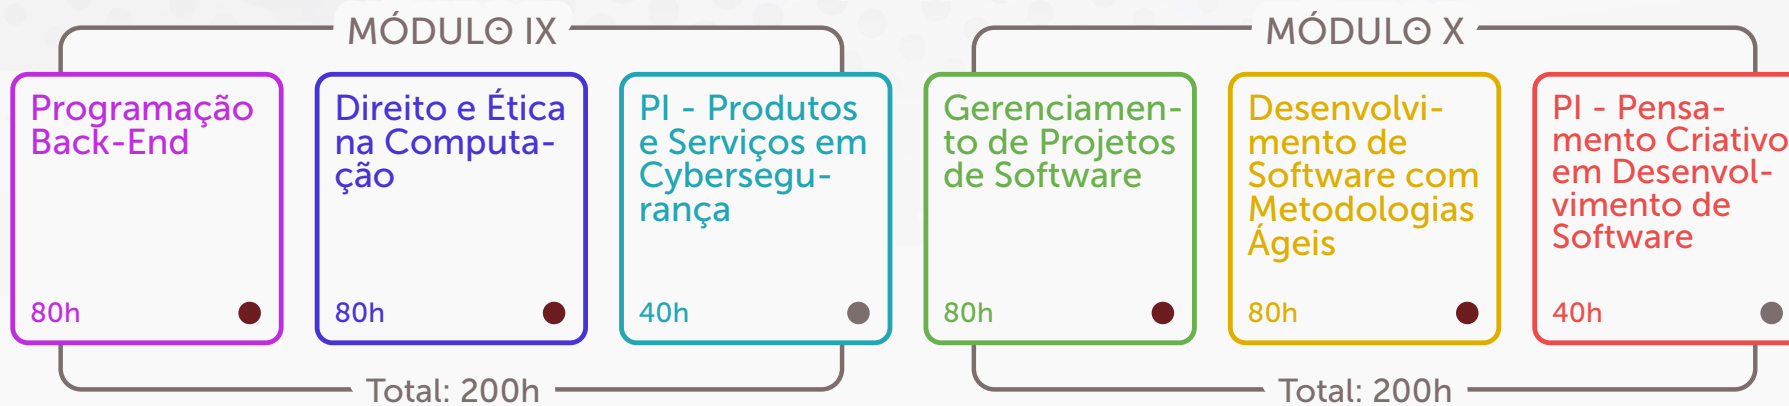 MÓDULO IX
Programação
Back-End
80h
Direito e Ética
na Computa-
ção
80h
PI - Produtos
e Serviços em
Cybersegu-
rança
40h
Total: 200h
MÓDULO X
Gerenciamen-
to de Projetos
de Software
80h
Desenvolvi-
mento de
Software com
Metodologias
Ágeis
80h
PI - Pensa-
mento Criativo
em Desenvol-
vimento de
Software
40h
Total: 200h